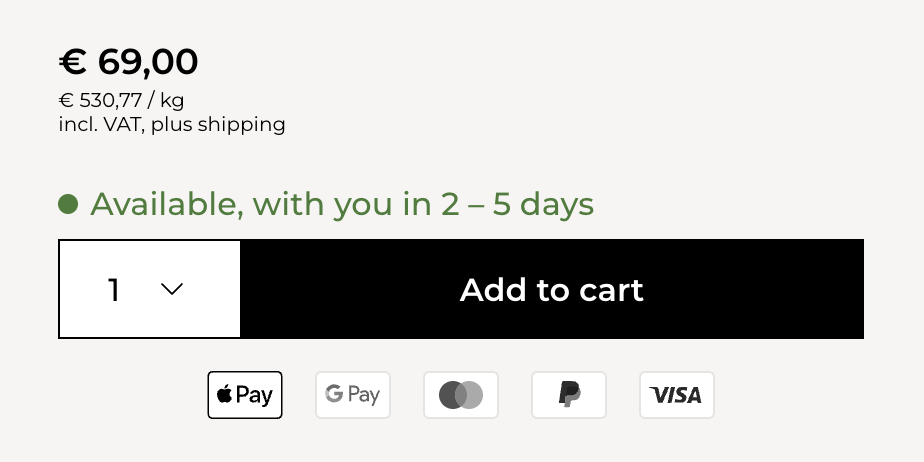 € 69,00
€ 530,77 / kg
incl. VAT, plus shipping
Available, with you in 2 – 5 days
1
Add to cart
Pay
G Pay
P
VISA